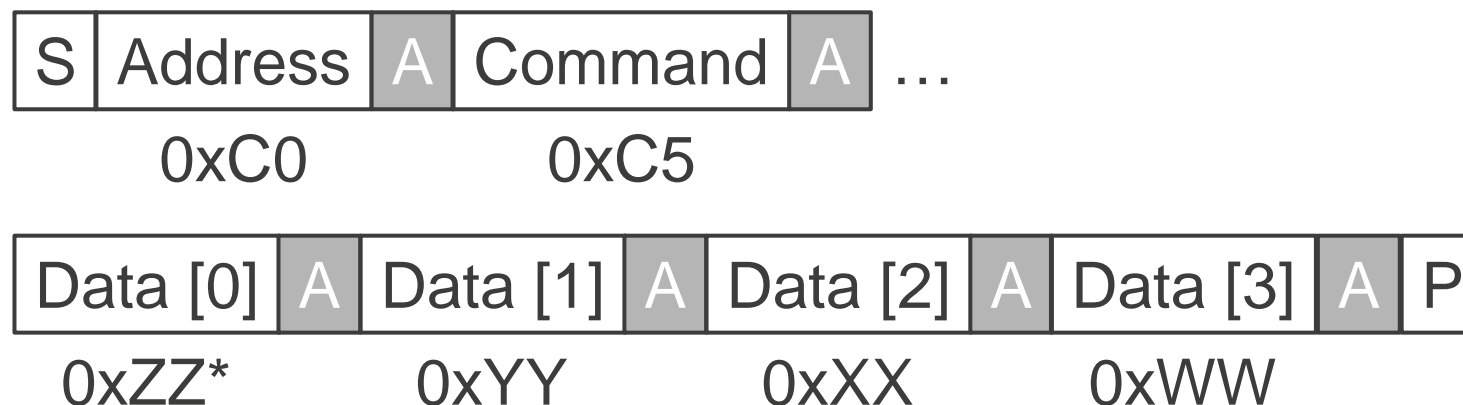 S Address A Command A …
0xC0 0xC5
Data [0] A Data [1] A Data [2] A Data [3] A P
0xZZ* 0xYY 0xXX 0xWW